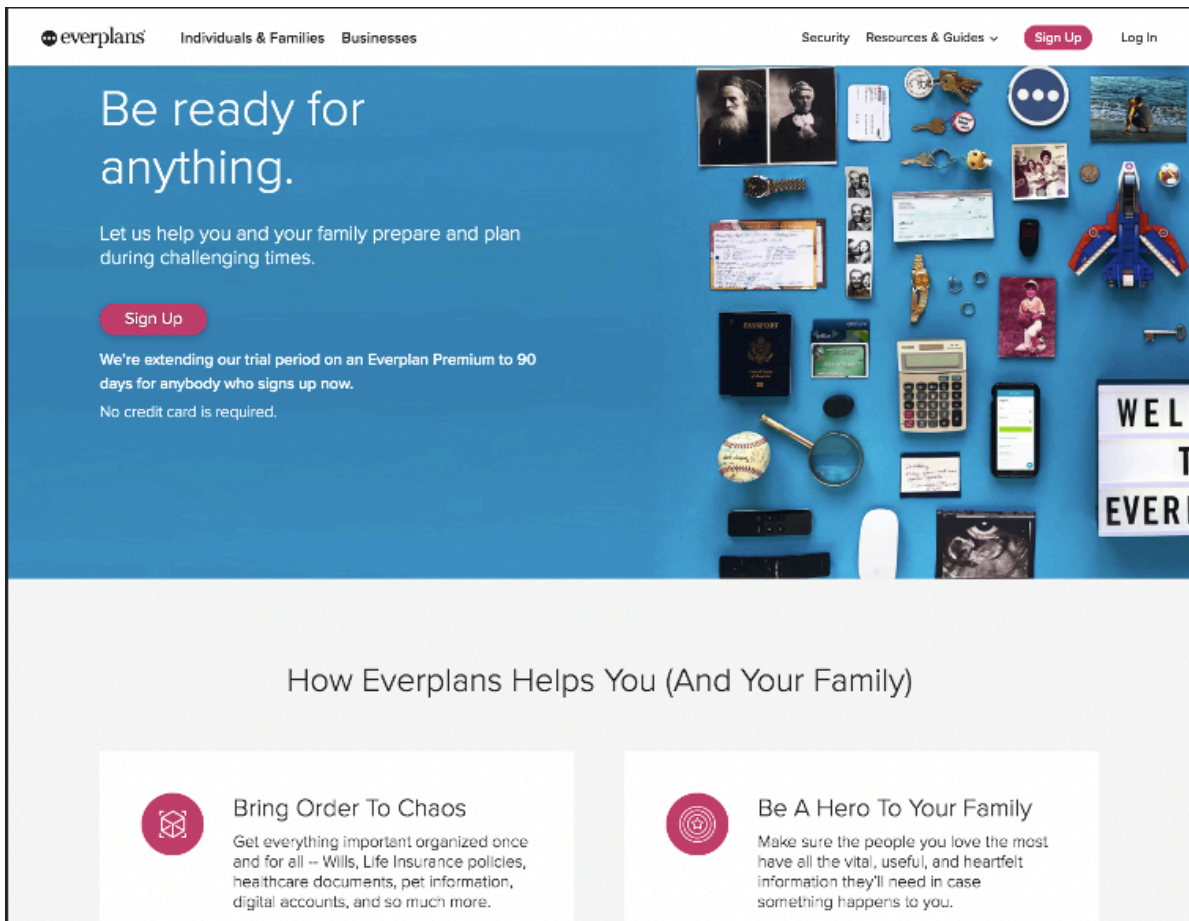 everplans
Individuals & Families
Businesses
Security
Resources & Guides
Sign Up
Log In
Be ready for
anything.
Let us help you and your family prepare and plan
during challenging times.
Sign Up
We're extending our trial period on an Everplan Premium to 90
days for anybody who signs up now.
No credit card is required.
PASSPORT
WEL
T
EVER
How Everplans Helps You (And Your Family)
Bring Order To Chaos
Get everything important organized once
and for all -- Wills, Life Insurance policies,
healthcare documents, pet information,
digital accounts, and so much more.
Be A Hero To Your Family
Make sure the people you love the most
have all the vital, useful, and heartfelt
information they'll need in case
something happens to you.